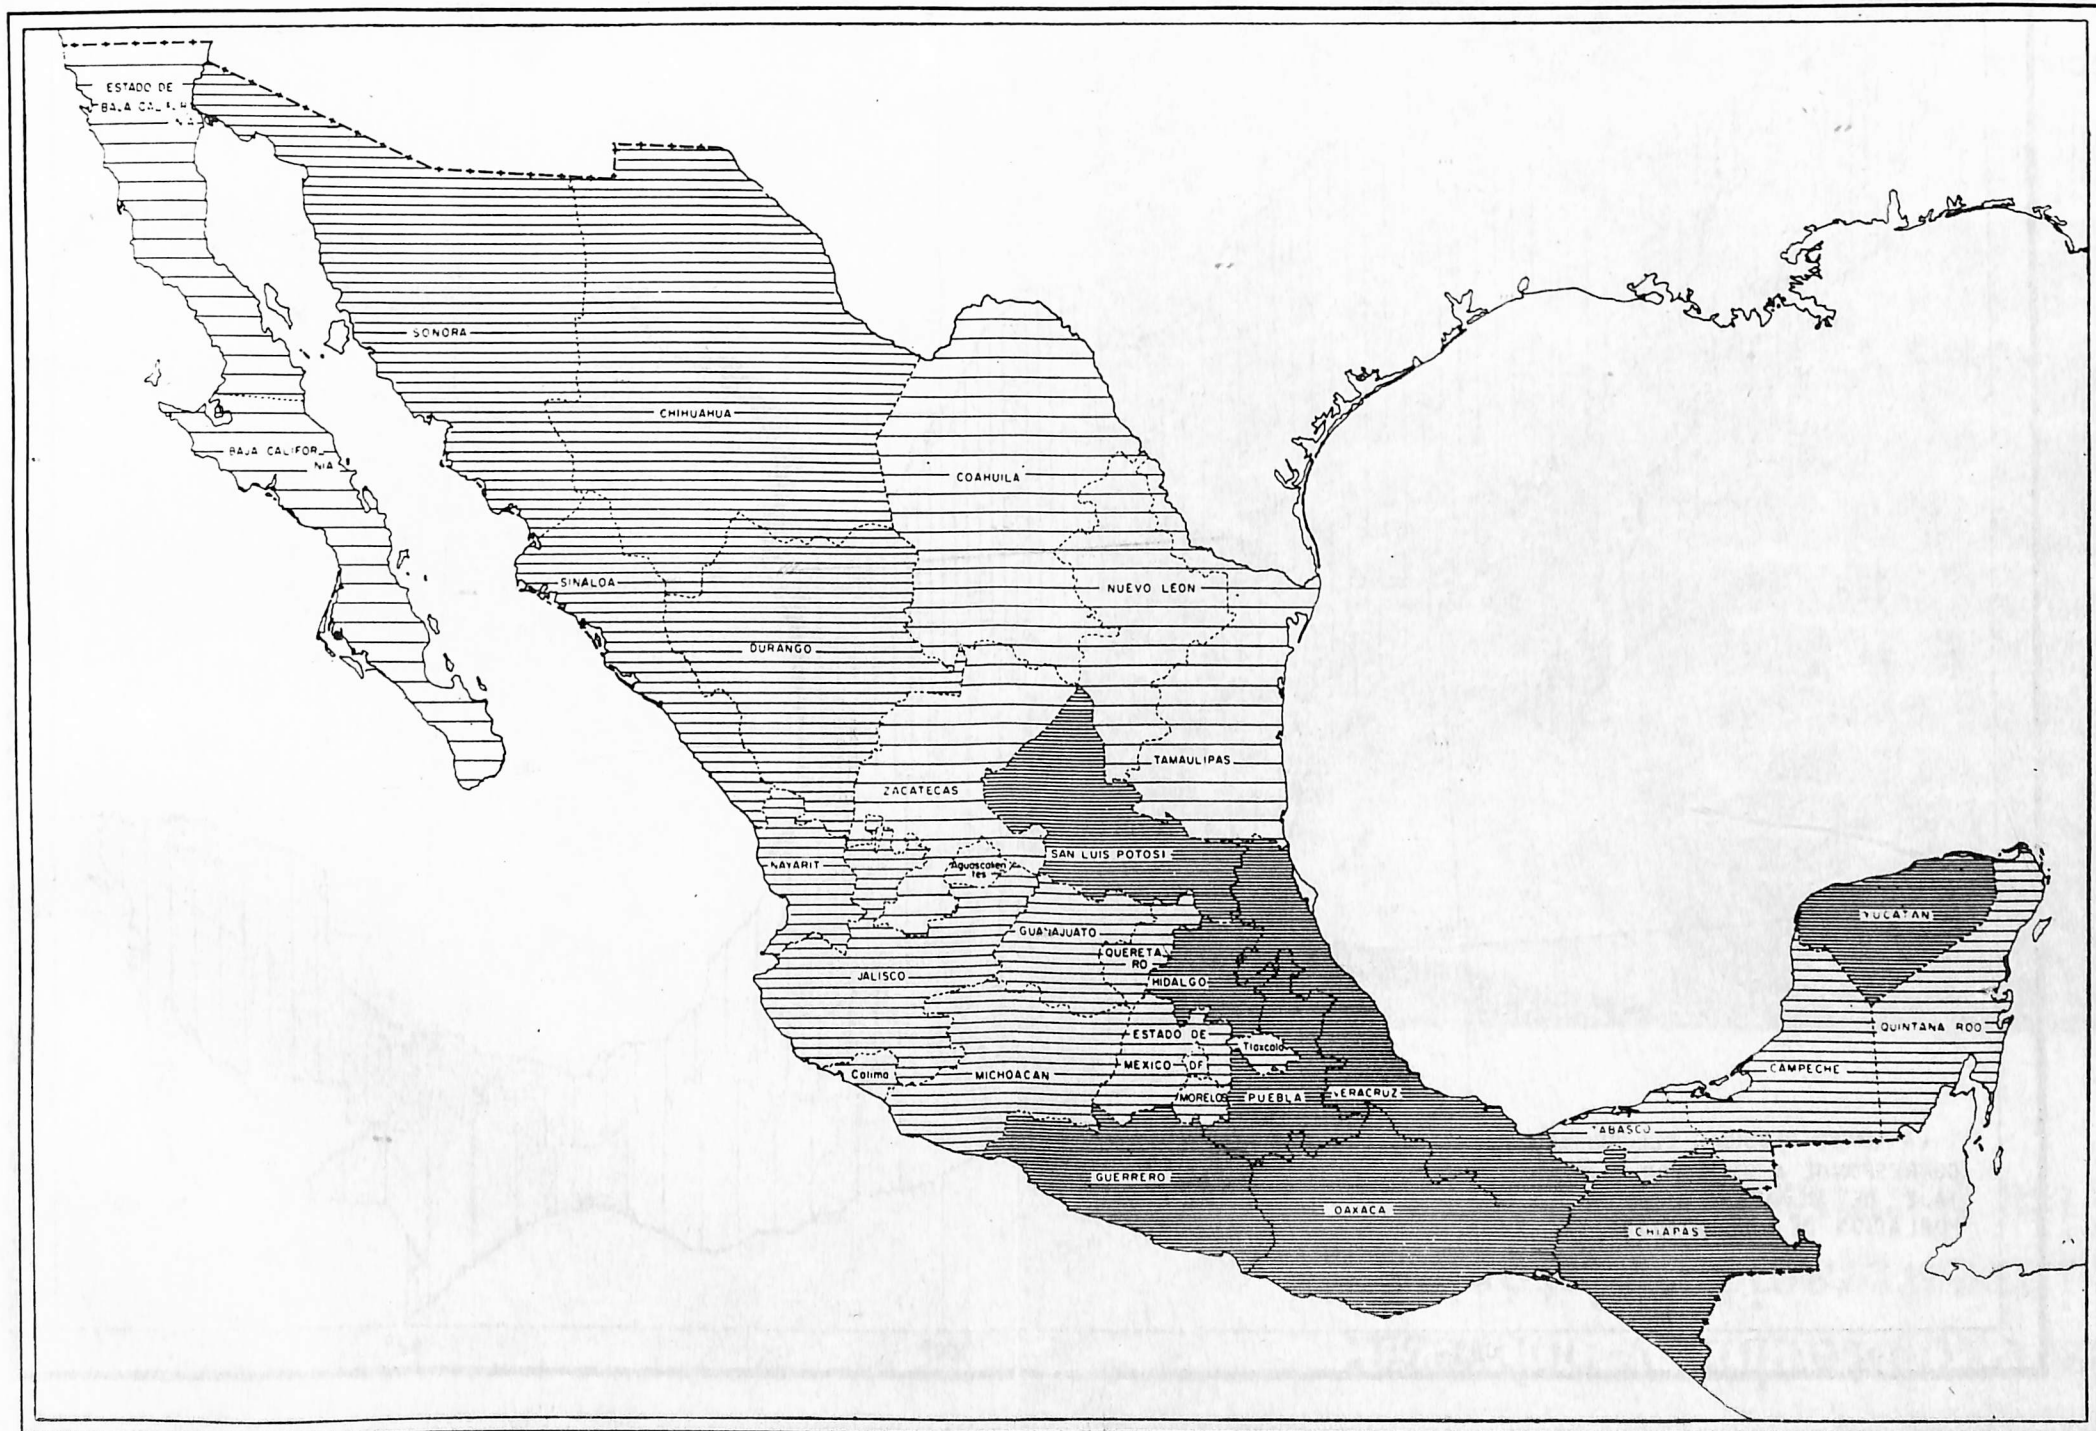 ESTADO DE
BAJA CALIFOR
NIA
SONORA
CHIHUAHUA
BAJA CALIFOR
NIA
COAHUILA
SINALOA
NUEVO LEON
DURANGO
TAMAULIPAS
ZACATECAS
NAYARIT
Aguascalien
tes
SAN LUIS POTOSI
YUCATAN
GUANAJUATO
QUERETA
RO
JALISCO
HIDALGO
QUINTANA ROO
ESTADO DE
MEXICO
DF
Tlaxcala
Colima
MICHOACAN
CAMPECHE
MORELOS
PUEBLA
VERACRUZ
TABASCO
GUERRERO
OAXACA
CHIAPAS